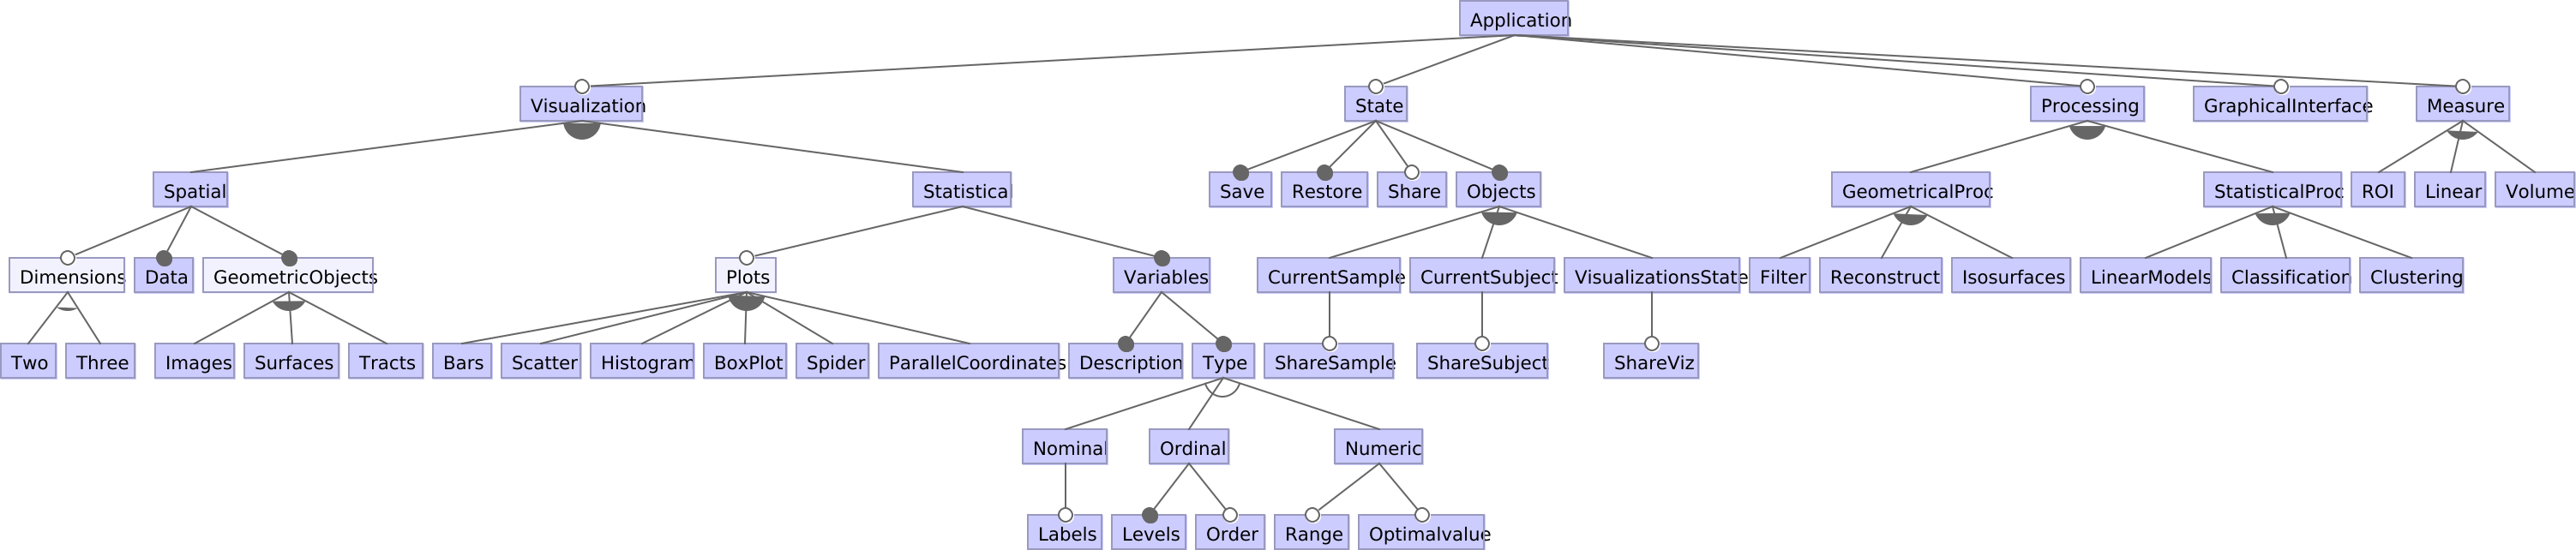 Application
Visualization
State
Processing
GraphicalInterface
Measure
Spatial
Statistical
Save
Restore
Share
Objects
GeometricalProc
StatisticalProc
ROI
Linear
Volume
Dimensions
Data
GeometricObjects
Plots
Variables
CurrentSample
CurrentSubject
VisualizationsState
Filter
Reconstruct
Isosurfaces
LinearModels
Classification
Clustering
Two
Three
Images
Surfaces
Tracts
Bars
Scatter
Histogram
BoxPlot
Spider
ParallelCoordinates
Description
Type
ShareSample
ShareSubject
ShareViz
Nominal
Ordinal
Numeric
Labels
Levels
Order
Range
Optimalvalue